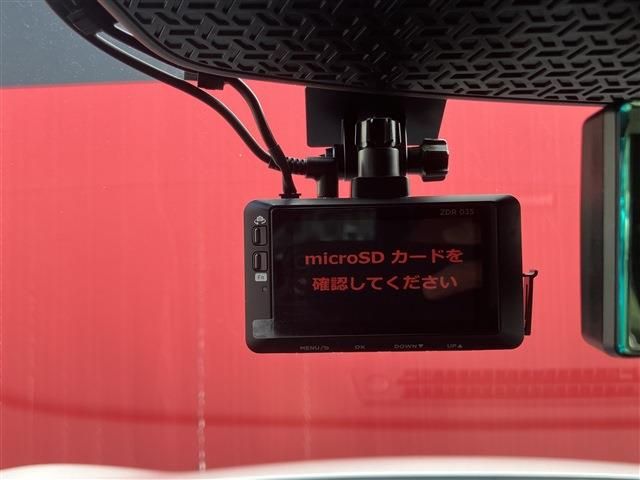 ZDR 035
microSD カードを
確認してください
Fn
MENU/⮌ OK DOWN▼ UP▲